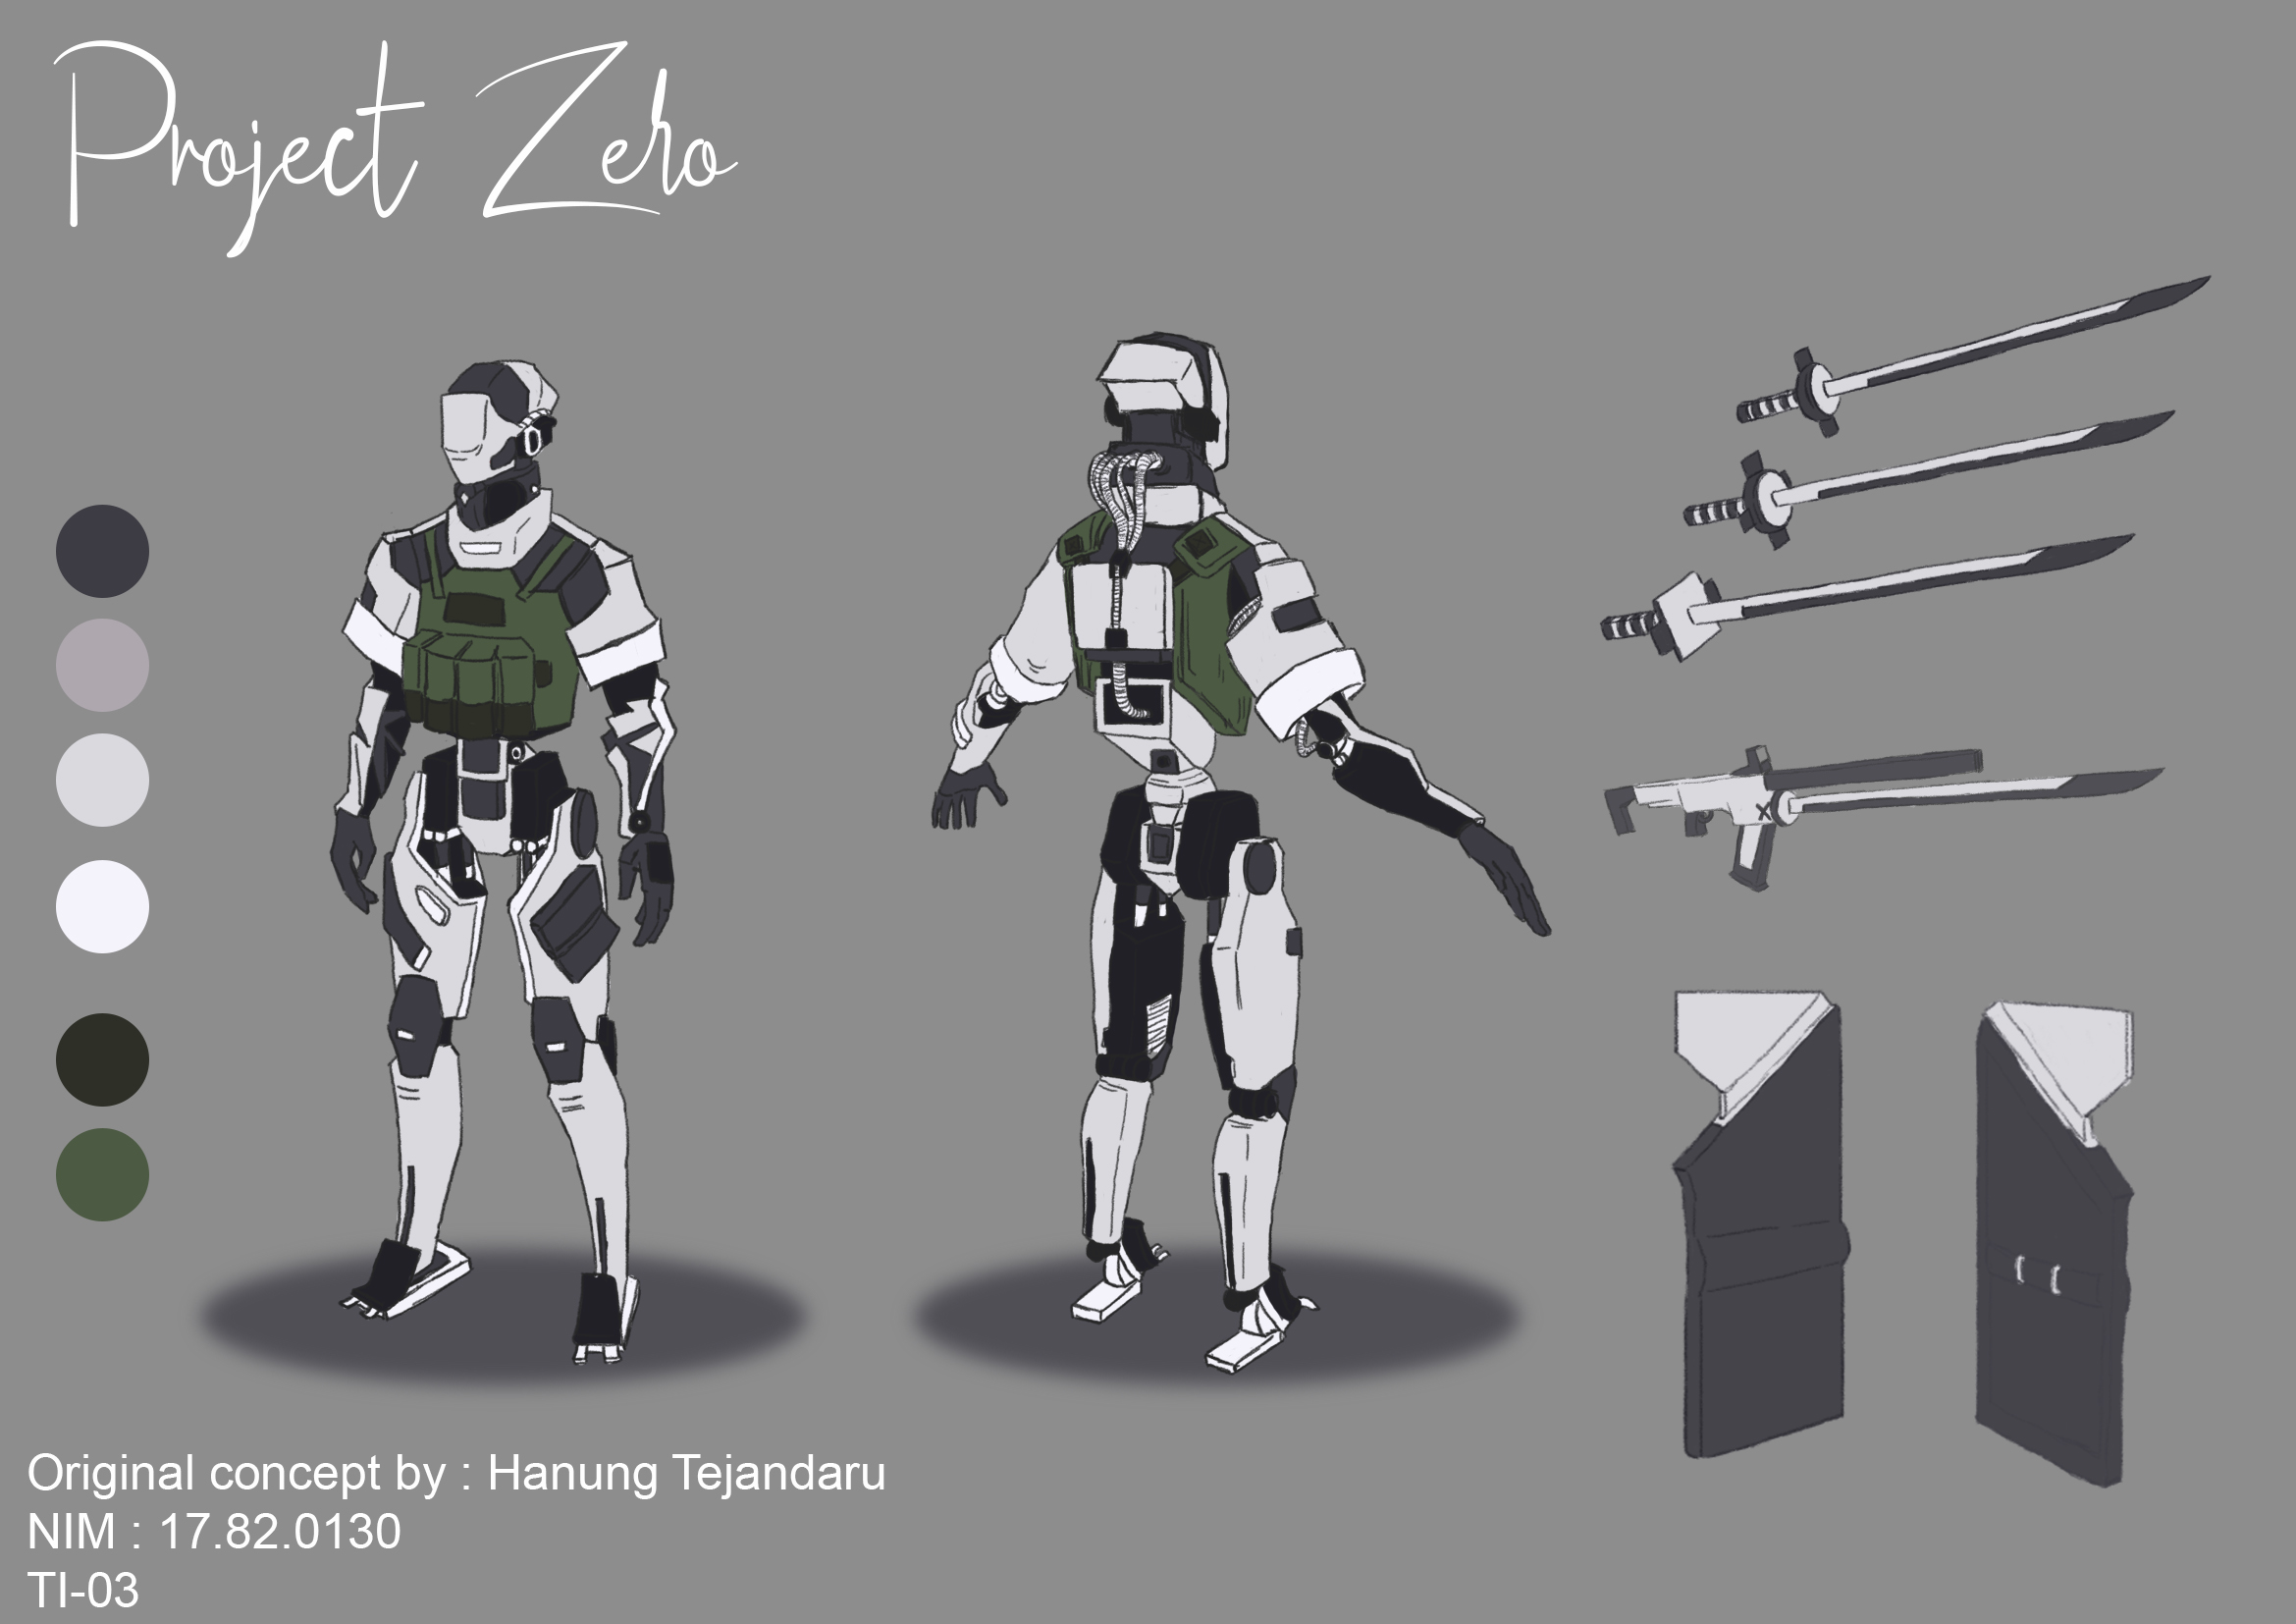 Project Zero
Original concept by : Hanung Tejandaru
NIM : 17.82.0130
TI-03